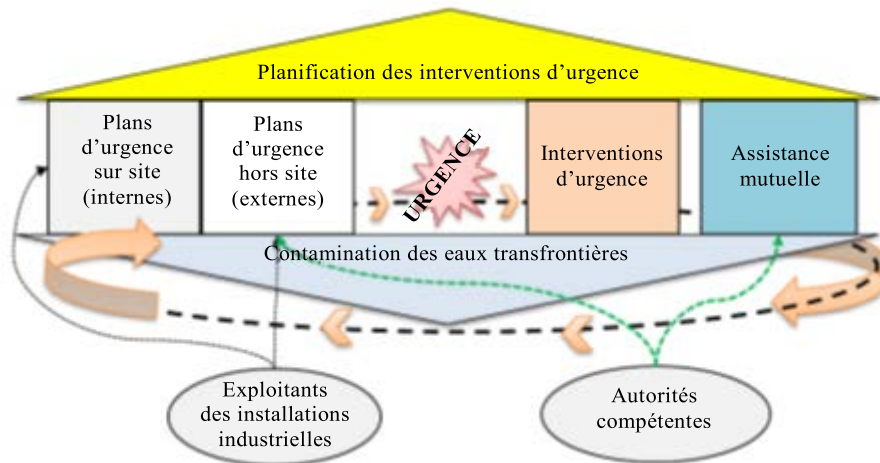 Planification des interventions d'urgence
Plans
d'urgence
sur site
(internes)
Plans
d'urgence
hors site
(externes)
URGENCE
Interventions
d'urgence
Assistance
mutuelle
Contamination des eaux transfrontières
Exploitants
des installations
industrielles
Autorités
compétentes